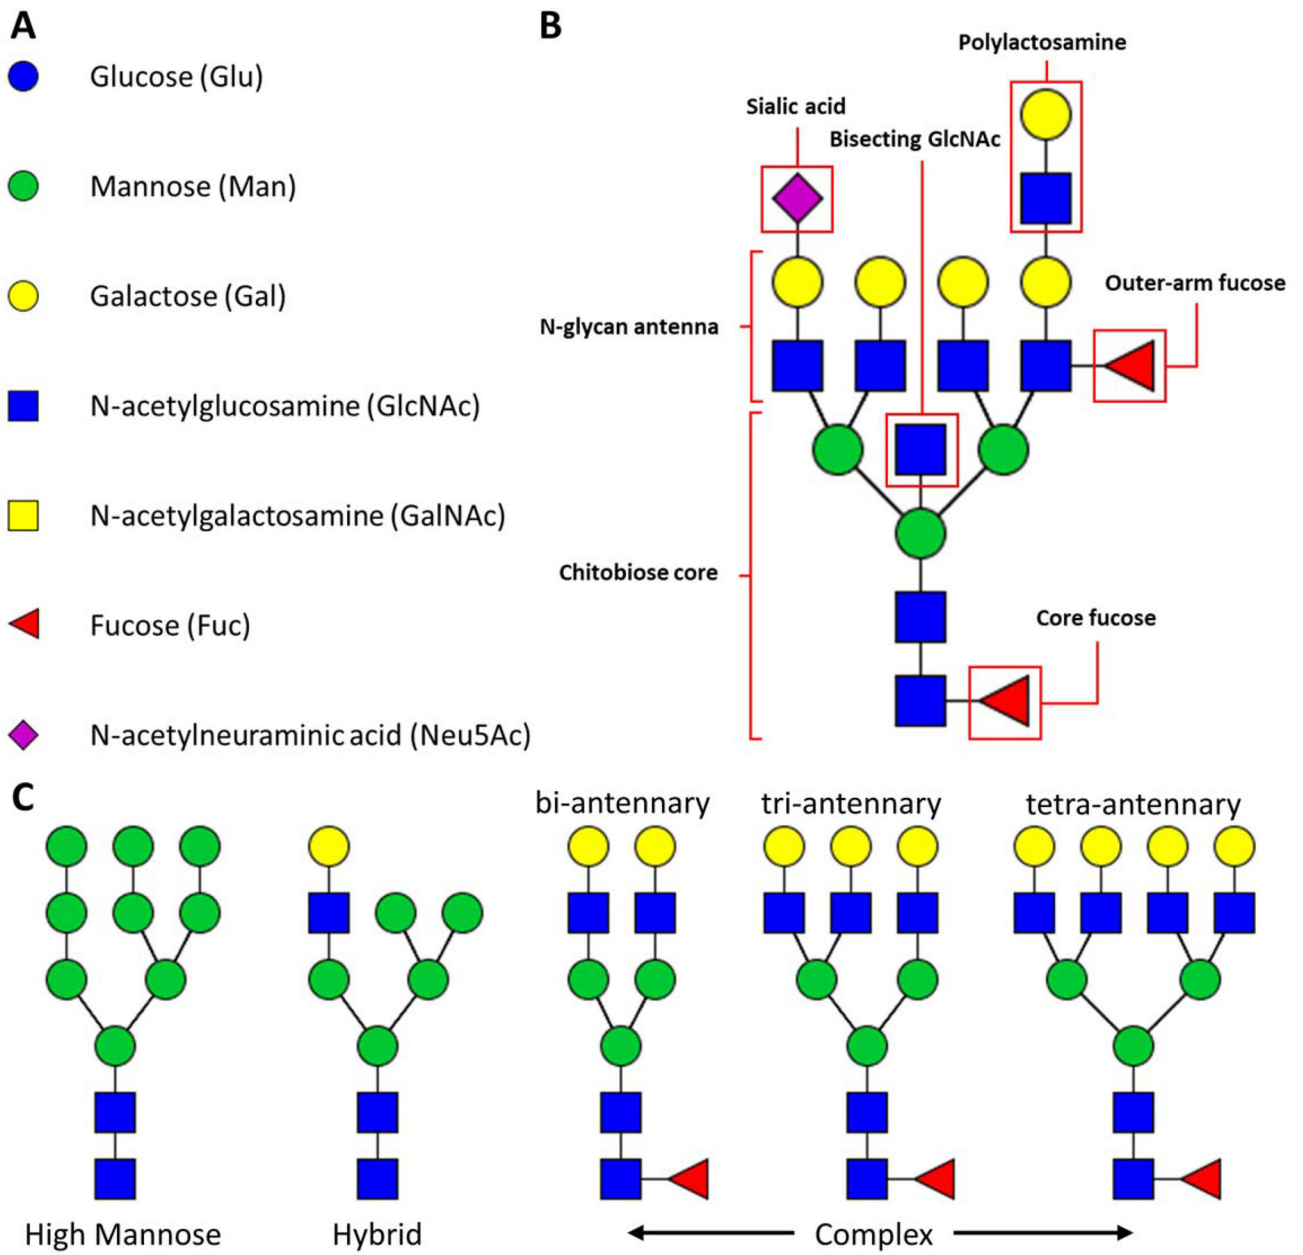 A
Glucose (Glu)
Mannose (Man)
Galactose (Gal)
N-acetylglucosamine (GlcNAc)
N-acetylgalactosamine (GalNAc)
Fucose (Fuc)
N-acetylneuraminic acid (Neu5Ac)
B
Polylactosamine
Sialic acid
Bisecting GlcNAc
Outer-arm fucose
N-glycan antenna
Chitobiose core
Core fucose
C
bi-antennary
tri-antennary
tetra-antennary
High Mannose
Hybrid
Complex